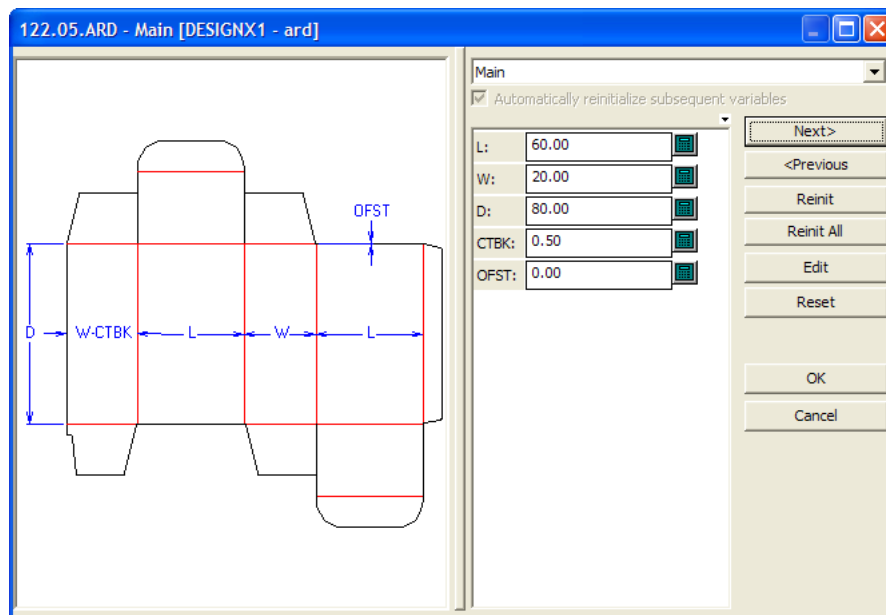 122.05.ARD - Main [DESIGNX1 - ard]
Main
Automatically reinitialize subsequent variables
L: 60.00
W: 20.00
D: 80.00
CTBK: 0.50
OFST: 0.00
Next>
<Previous
Reinit
Reinit All
Edit
Reset
OK
Cancel
OFST
D W-CTBK L W L